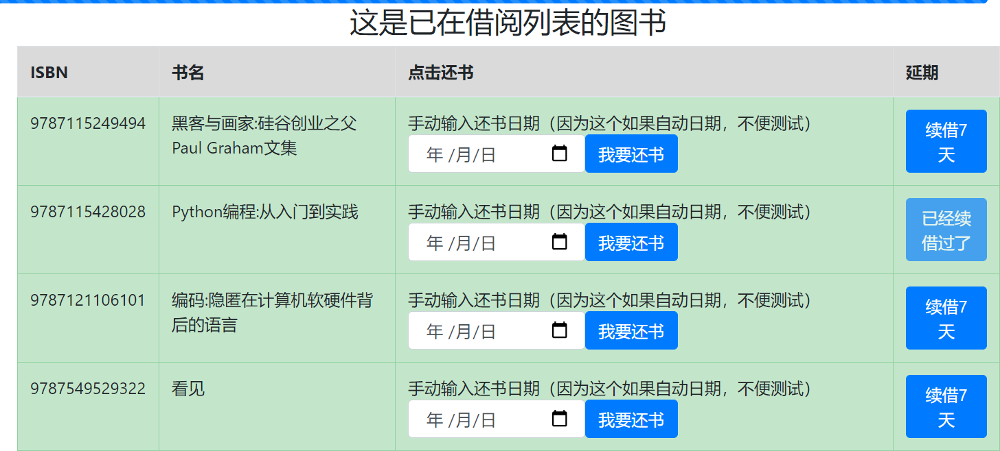 这是已在借阅列表的图书
ISBN 书名 点击还书 延期
9787115249494 黑客与画家:硅谷创业之父 手动输入还书日期（因为这个如果自动日期，不便测试） 续借7
Paul Graham文集 年 /月/日 我要还书 天
9787115428028 Python编程:从入门到实践 手动输入还书日期（因为这个如果自动日期，不便测试） 已经续
年 /月/日 我要还书 借过了
9787121106101 编码:隐匿在计算机软硬件背 手动输入还书日期（因为这个如果自动日期，不便测试） 续借7
后的语言 年 /月/日 我要还书 天
9787549529322 看见 手动输入还书日期（因为这个如果自动日期，不便测试） 续借7
年 /月/日 我要还书 天